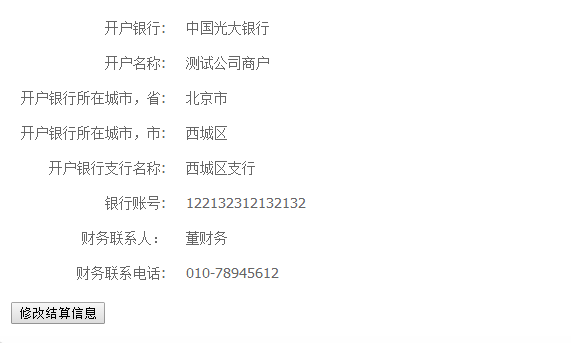 开户银行： 中国光大银行
开户名称： 测试公司商户
开户银行所在城市，省： 北京市
开户银行所在城市，市： 西城区
开户银行支行名称： 西城区支行
银行账号： 122132312132132
财务联系人： 董财务
财务联系电话： 010-78945612
修改结算信息